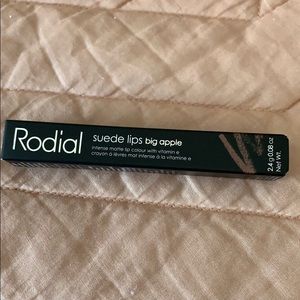 Rodial
suede lips big apple
intense matte lip colour with vitamin e
crayon à lèvres mat intense à la vitamine e
2.4 g 0.08 oz
Net Wt.